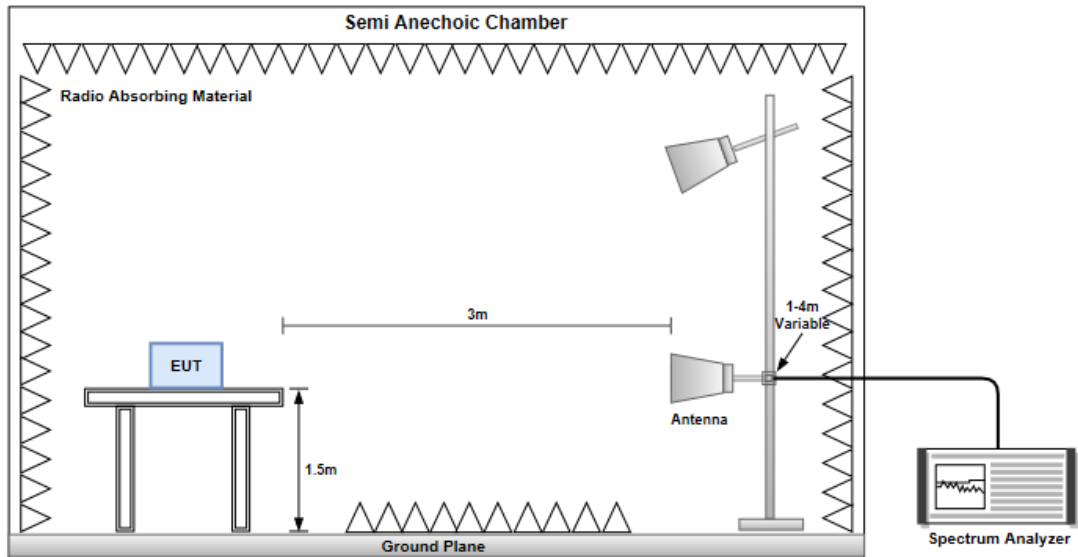 Semi Anechoic Chamber
Radio Absorbing Material
3m
1-4m
Variable
EUT
Antenna
1.5m
Ground Plane
Spectrum Analyzer